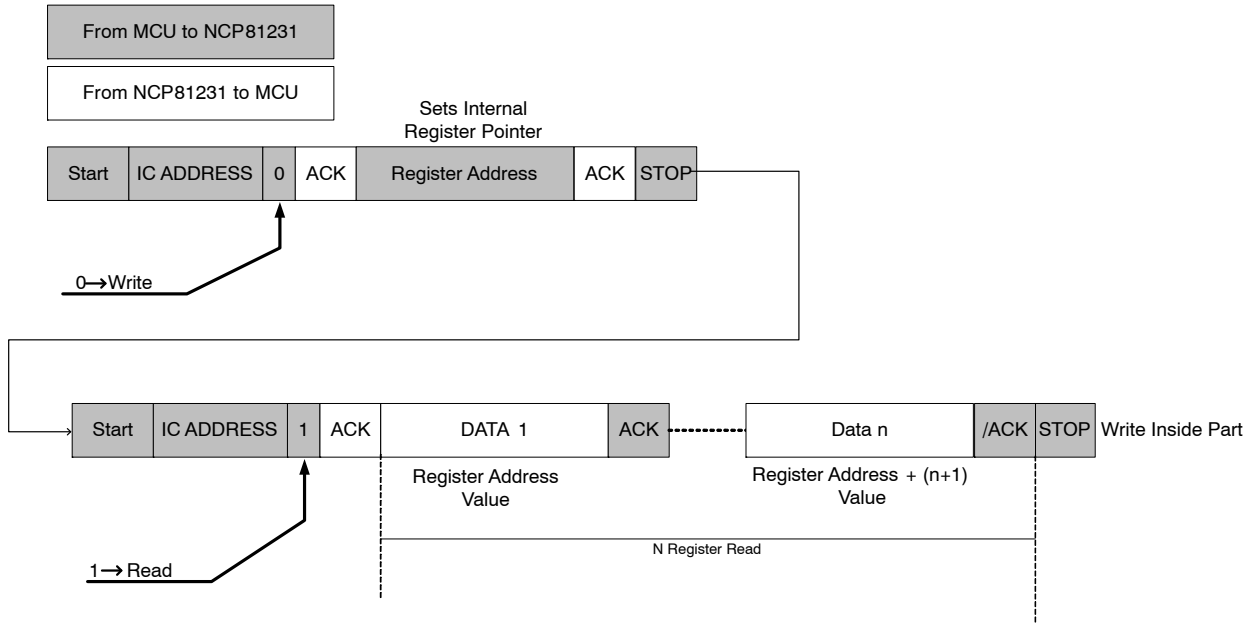 From MCU to NCP81231
From NCP81231 to MCU
Sets Internal
Register Pointer
Start IC ADDRESS 0 ACK Register Address ACK STOP
0→Write
Start IC ADDRESS 1 ACK DATA 1 ACK Data n /ACK STOP Write Inside Part
Register Address
Value
Register Address + (n+1)
Value
N Register Read
1→ Read